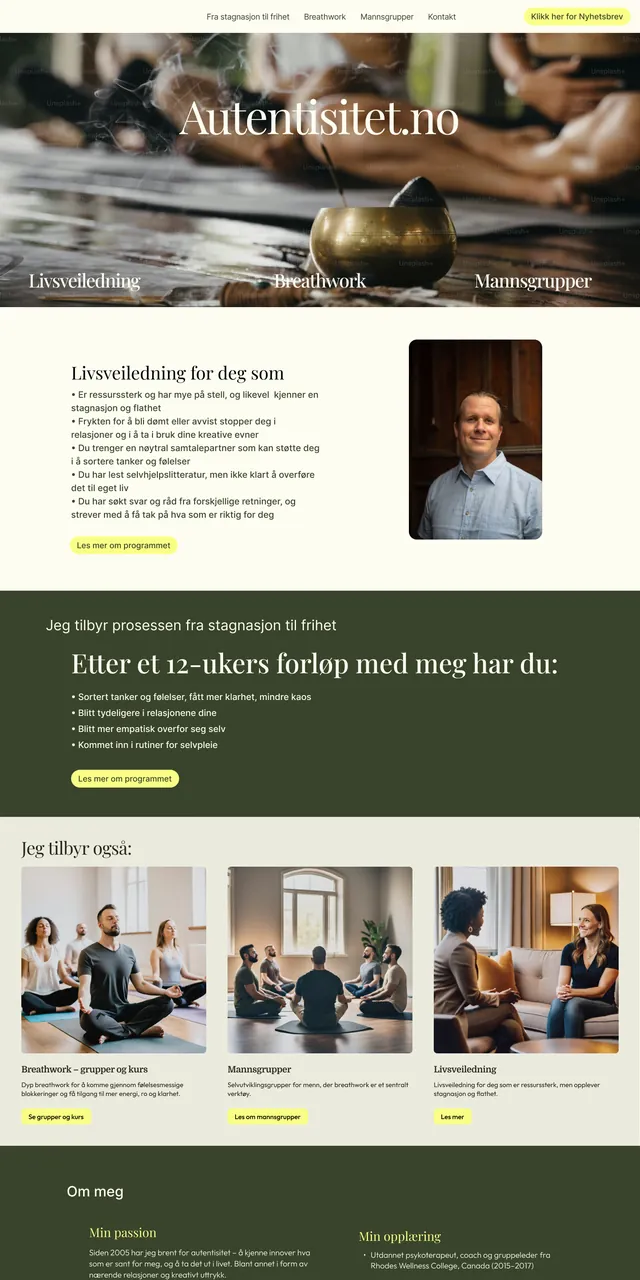 Fra stagnasjon til frihet Breathwork Mannsgrupper Kontakt Klikk her for Nyhetsbrev
Autentisitet.no
Livsveiledning Breathwork Mannsgrupper
Livsveiledning for deg som
• Er ressurssterk og har mye på stell, og likevel kjenner en
stagnasjon og flathet
• Frykten for å bli dømt eller avvist stopper deg i
relasjoner og i å ta i bruk dine kreative evner
• Du trenger en nøytral samtalepartner som kan støtte deg
i å sortere tanker og følelser
• Du har lest selvhjelpslitteratur, men ikke klart å overføre
det til eget liv
• Du har søkt svar og råd fra forskjellige retninger, og
strever med å få tak på hva som er riktig for deg
Les mer om programmet
Jeg tilbyr prosessen fra stagnasjon til frihet
Etter et 12-ukers forløp med meg har du:
• Sortert tanker og følelser, fått mer klarhet, mindre kaos
• Blitt tydeligere i relasjonene dine
• Blitt mer empatisk overfor seg selv
• Kommet inn i rutiner for selvpleie
Les mer om programmet
Jeg tilbyr også:
Breathwork – grupper og kurs
Dyp breathwork for å komme gjennom følelsesmessige
blokkeringer og få tilgang til mer energi, ro og klarhet.
Se grupper og kurs
Mannsgrupper
Selvutviklingsgrupper for menn, der breathwork er et sentralt
verktøy.
Les om mannsgrupper
Livsveiledning
Livsveiledning for deg som er ressurssterk, men opplever
stagnasjon og flathet.
Les mer
Om meg
Min passion
Siden 2005 har jeg brent for autentisitet – å kjenne innover hva
som er sant for meg, og å ta det ut i livet. Blant annet i form av
nærende relasjoner og kreativt uttrykk.
Min opplæring
• Utdannet psykoterapeut, coach og gruppeleder fra
Rhodes Wellness College, Canada (2015–2017)